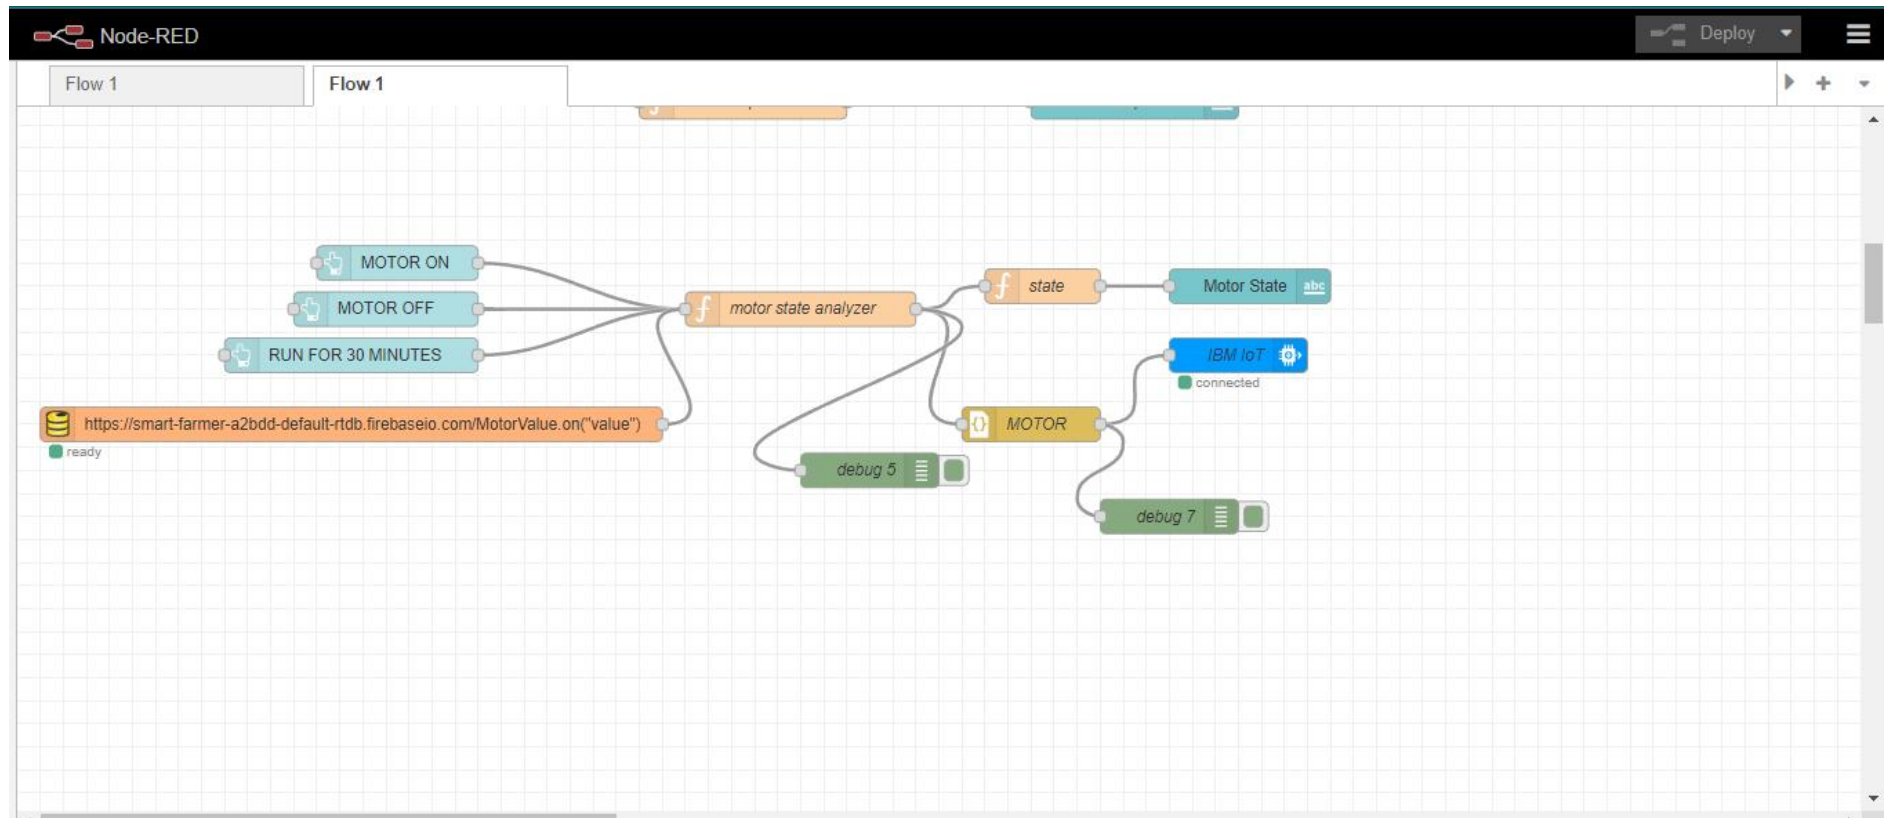 Node-RED
Deploy
Flow 1
Flow 1
MOTOR ON
MOTOR OFF
RUN FOR 30 MINUTES
https://smart-farmer-a2bdd-default-rtdb.firebaseio.com/MotorValue.on("value")
ready
motor state analyzer
state
Motor State
abc
IBM IoT
connected
MOTOR
debug 5
debug 7